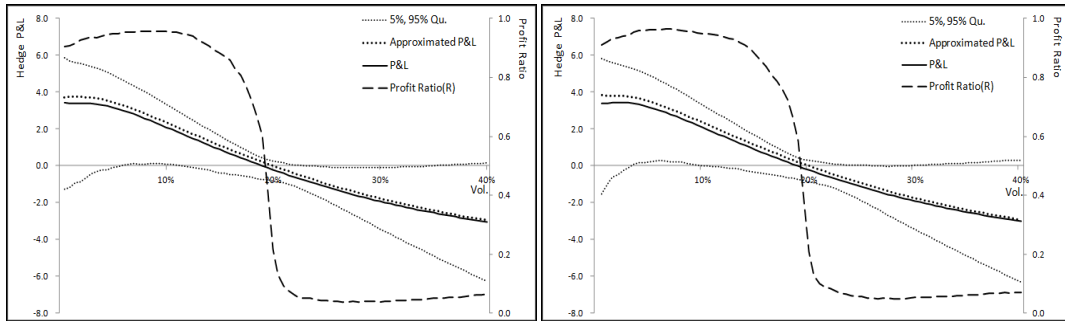 Hedge P&L
8.0
6.0
4.0
2.0
0.0
-2.0
-4.0
-6.0
-8.0
5%, 95% Qu.
Approximated P&L
P&L
Profit Ratio(R)
10%
20%
30%
40%
Vol.
Profit Ratio
1.0
0.8
0.6
0.4
0.2
0.0
Hedge P&L
8.0
6.0
4.0
2.0
0.0
-2.0
-4.0
-6.0
-8.0
5%, 95% Qu.
Approximated P&L
P&L
Profit Ratio(R)
10%
20%
30%
40%
Vol.
Profit Ratio
1.0
0.8
0.6
0.4
0.2
0.0